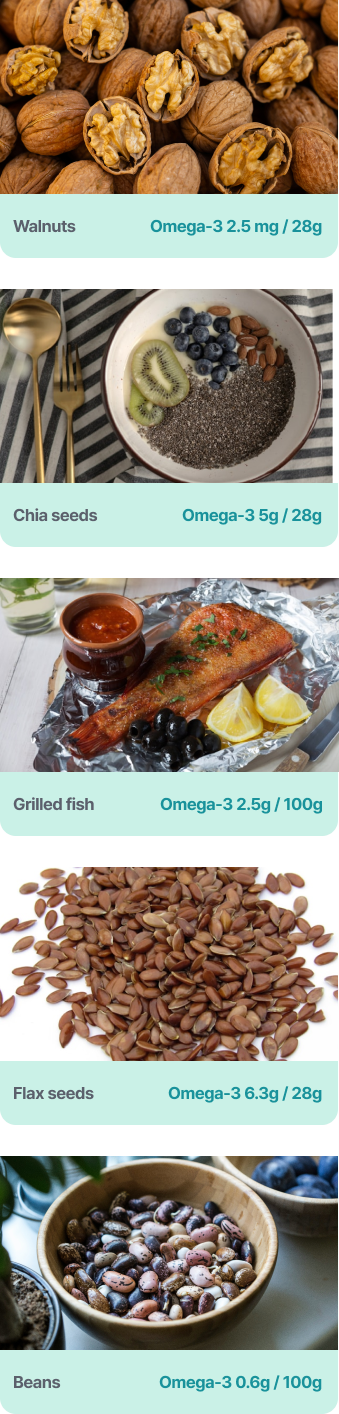 Walnuts Omega-3 2.5 mg / 28g
Chia seeds Omega-3 5g / 28g
Grilled fish Omega-3 2.5g / 100g
Flax seeds Omega-3 6.3g / 28g
Beans Omega-3 0.6g / 100g